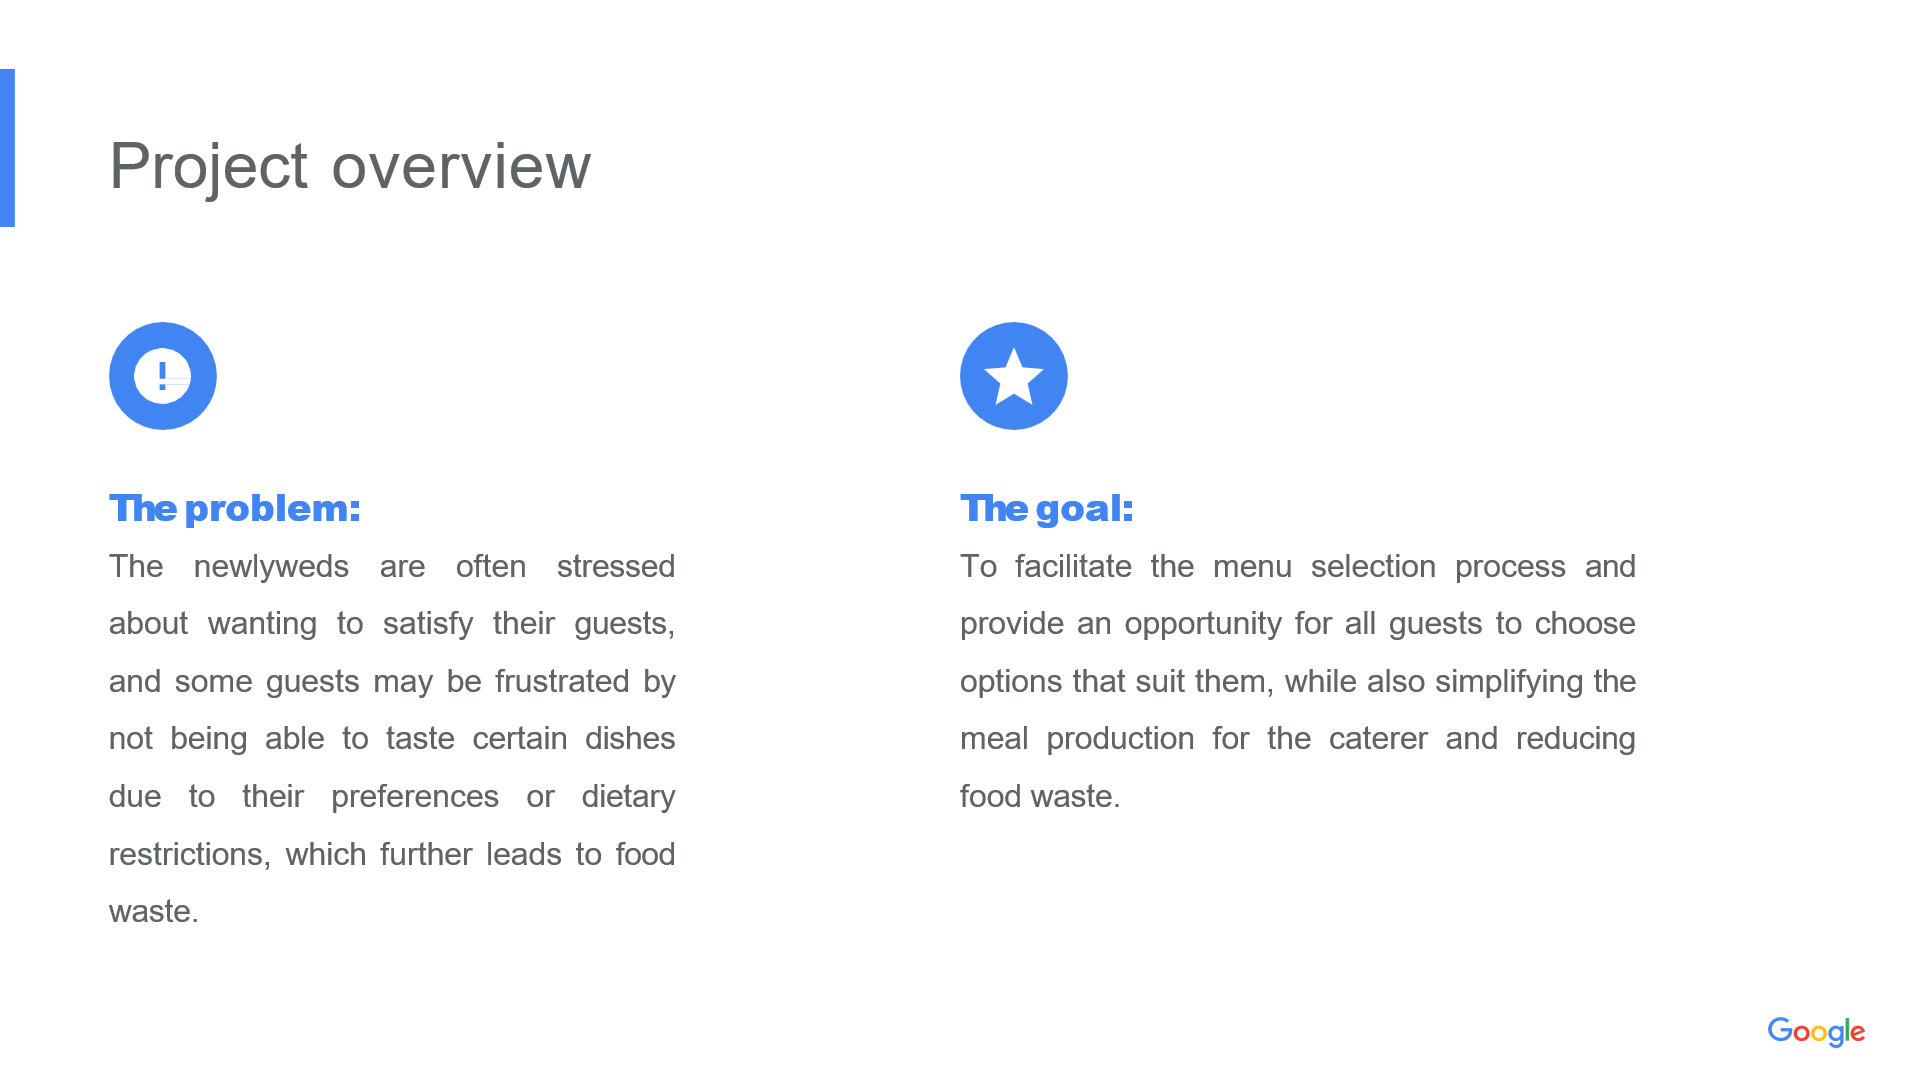 Project overview
The problem:
The newlyweds are often stressed
about wanting to satisfy their guests,
and some guests may be frustrated by
not being able to taste certain dishes
due to their preferences or dietary
restrictions, which further leads to food
waste.
The goal:
To facilitate the menu selection process and
provide an opportunity for all guests to choose
options that suit them, while also simplifying the
meal production for the caterer and reducing
food waste.
Google